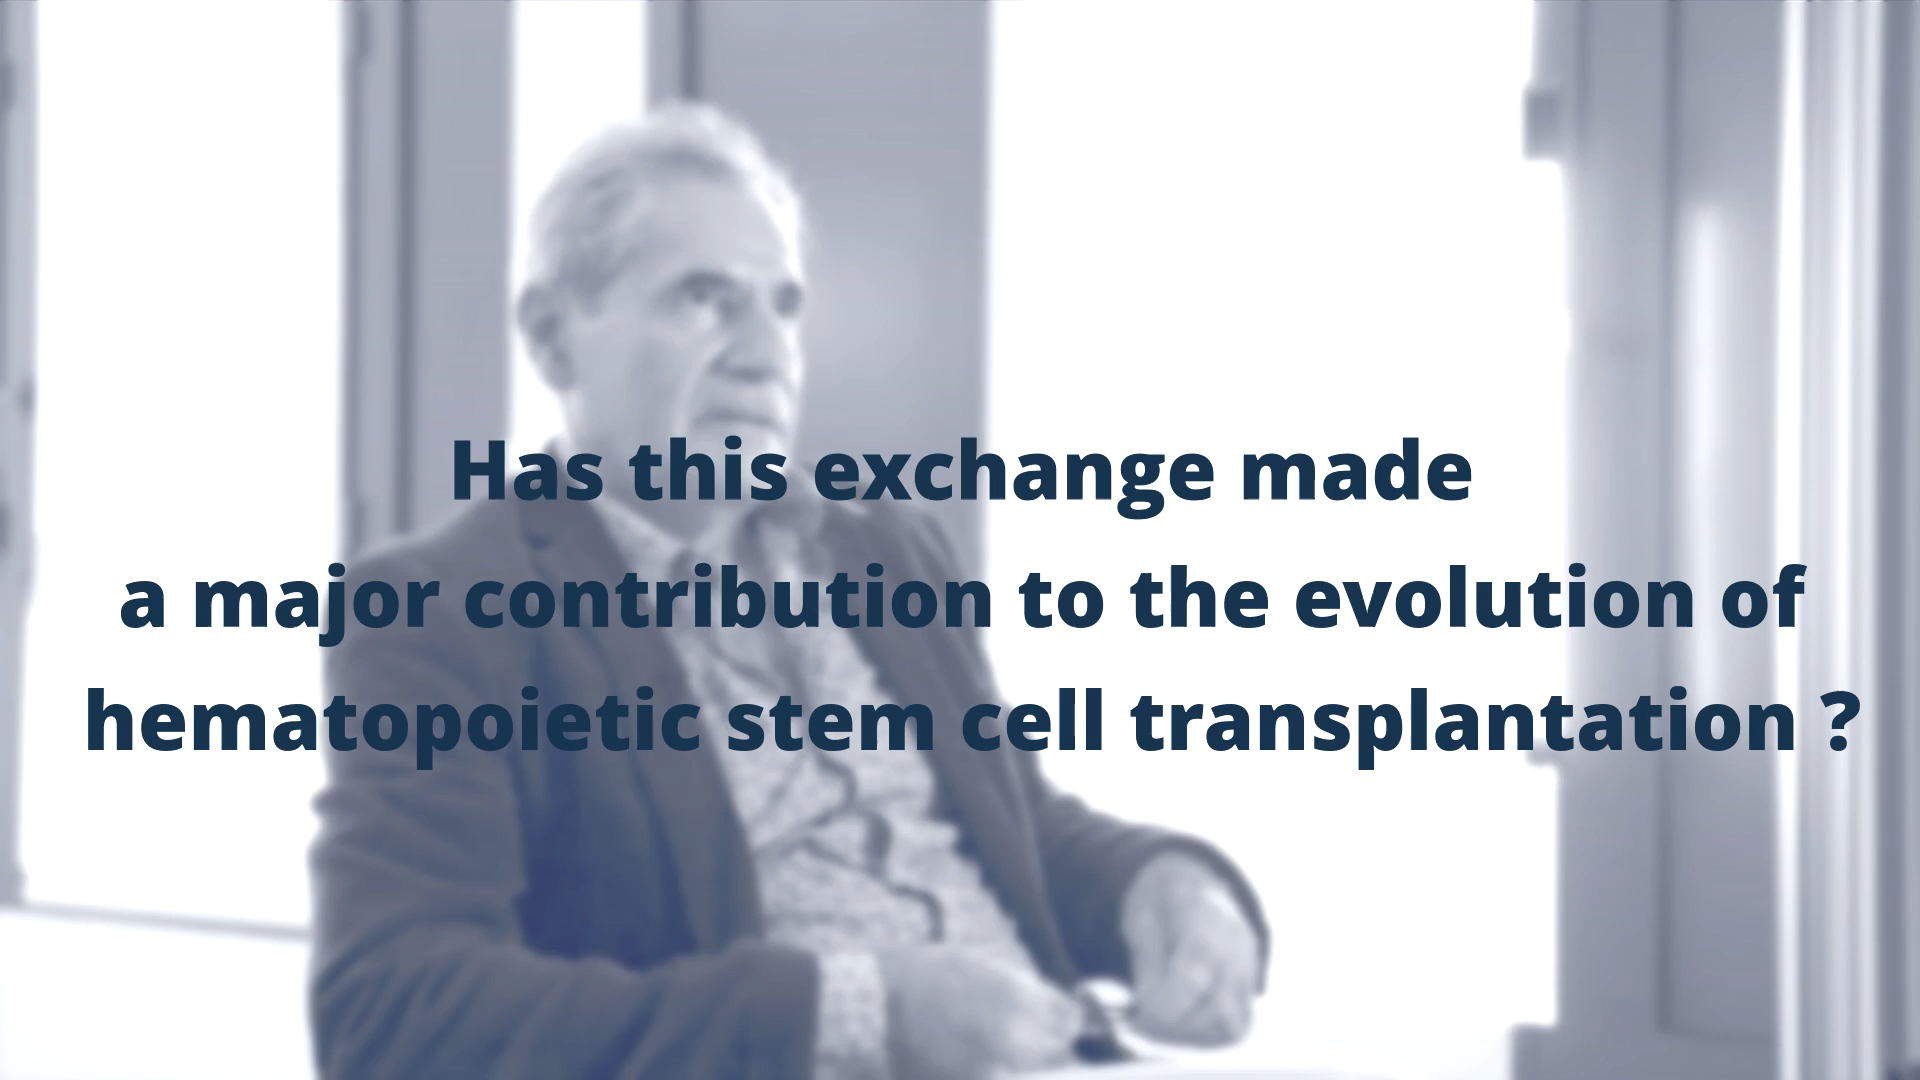 Has this exchange made
a major contribution to the evolution of
hematopoietic stem cell transplantation ?